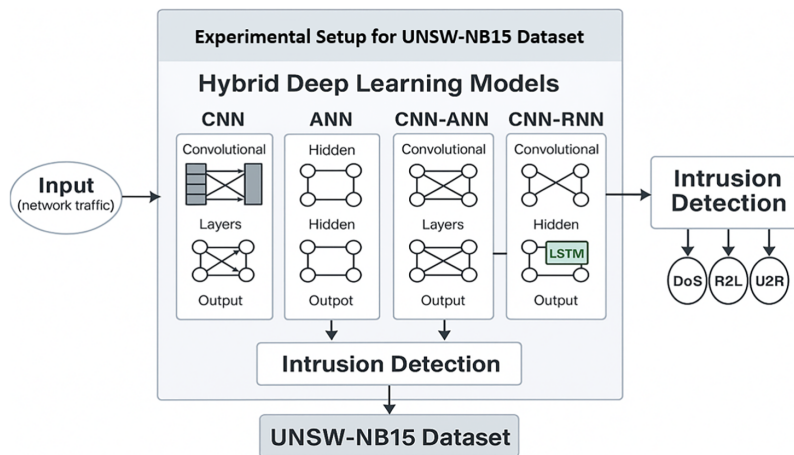 Experimental Setup for UNSW-NB15 Dataset
Hybrid Deep Learning Models
Input
(network traffic)
CNN
Convolutional
Layers
Output
ANN
Hidden
Hidden
Outpot
CNN-ANN
Convolutional
Layers
Output
CNN-RNN
Convolutional
Hidden
LSTM
Output
Intrusion Detection
UNSW-NB15 Dataset
Intrusion
Detection
DoS
R2L
U2R